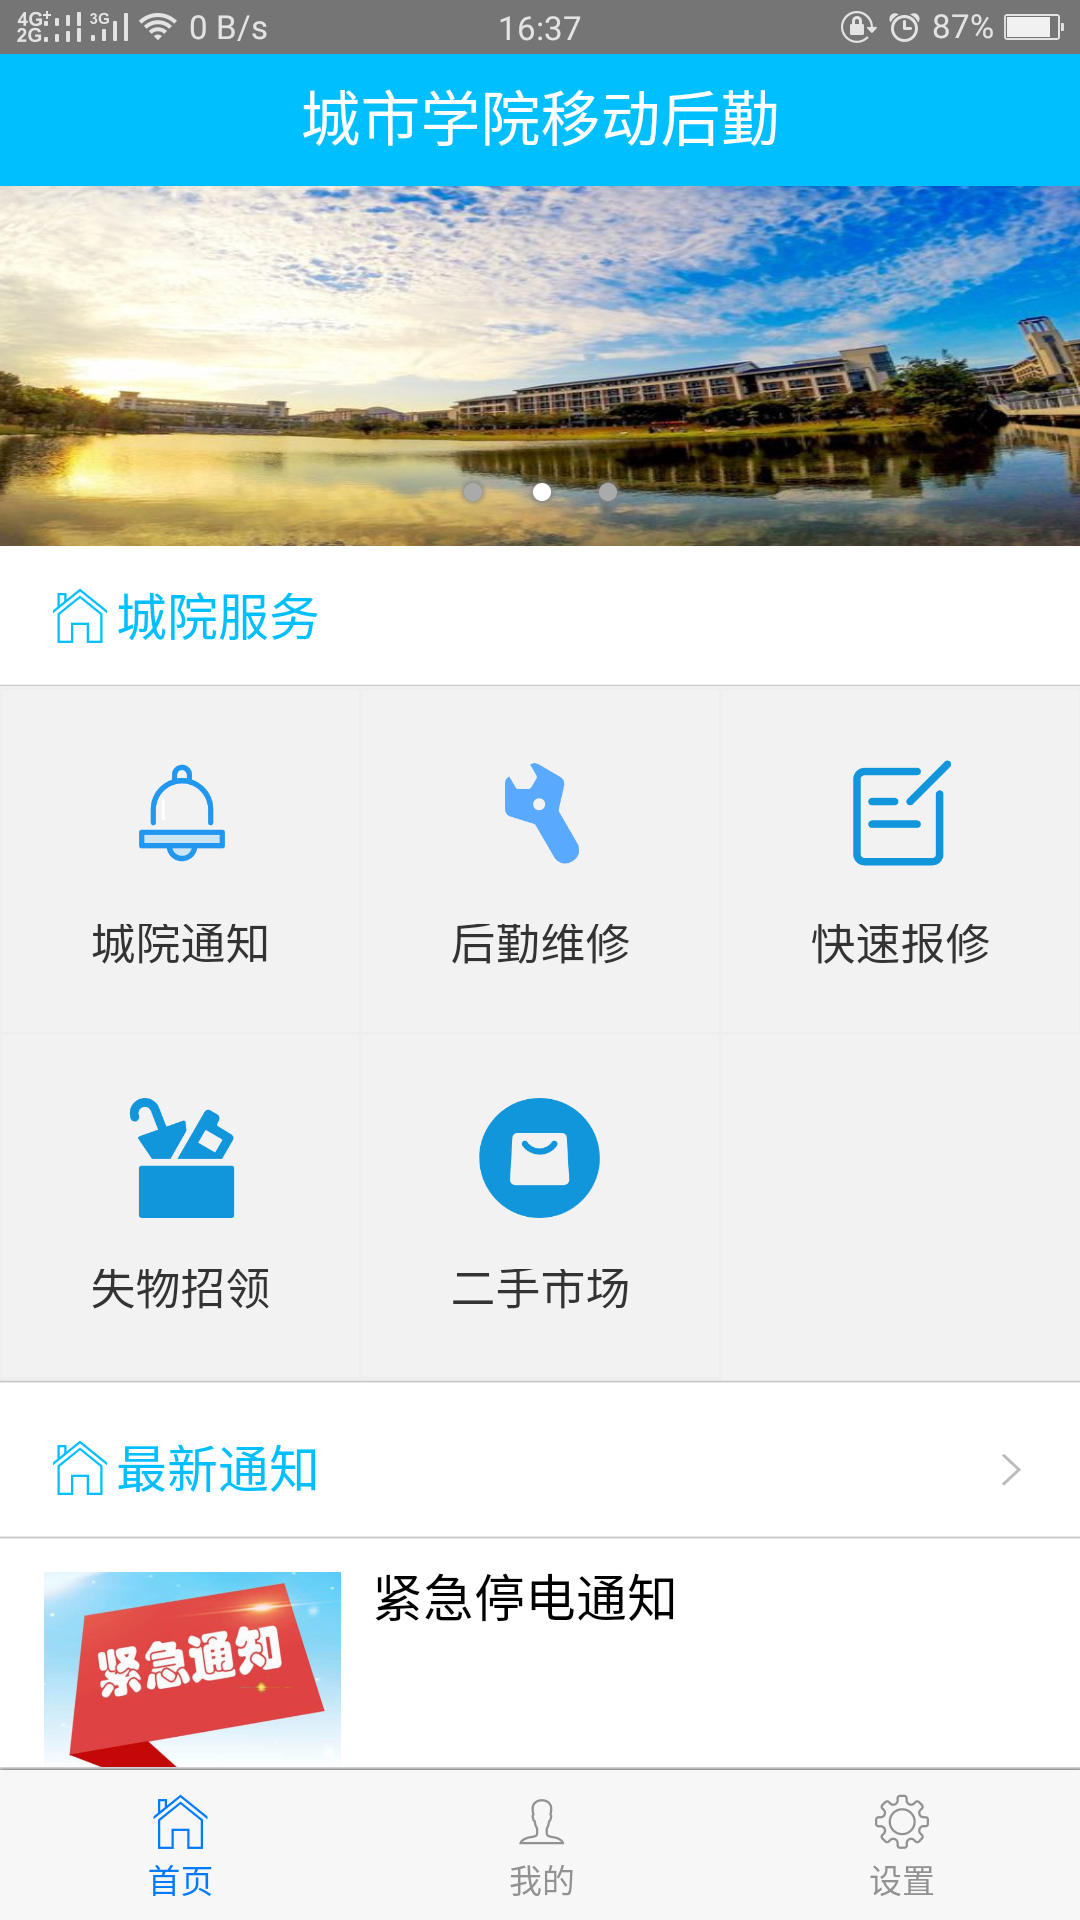 4G+ 2G 3G 0 B/s 16:37 87%
城市学院移动后勤
城院服务
城院通知 后勤维修 快速报修
失物招领 二手市场
最新通知
紧急停电通知
紧急通知
首页 我的 设置